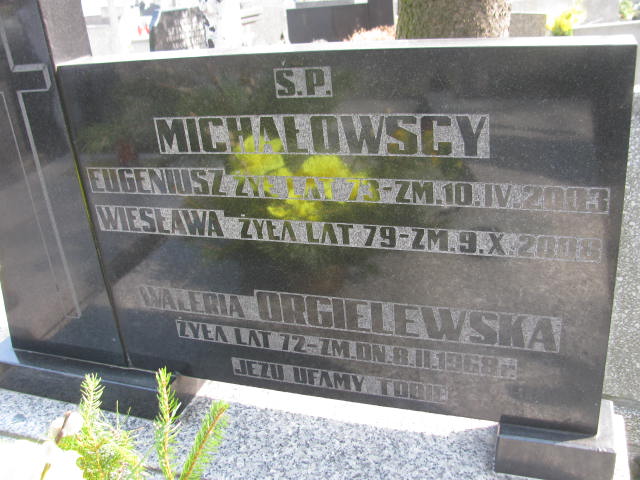 Ś.P.
MICHAŁOWSCY
EUGENIUSZ ŻYŁ LAT 73-ZM.10.IV.2003
WIESŁAWA ŻYŁA LAT 79-ZM.9.X.2008
WALERIA ORGIELEWSKA
ŻYŁA LAT 72-ZM.DN.8.II.1968r.
JEZU UFAMY TOBIE